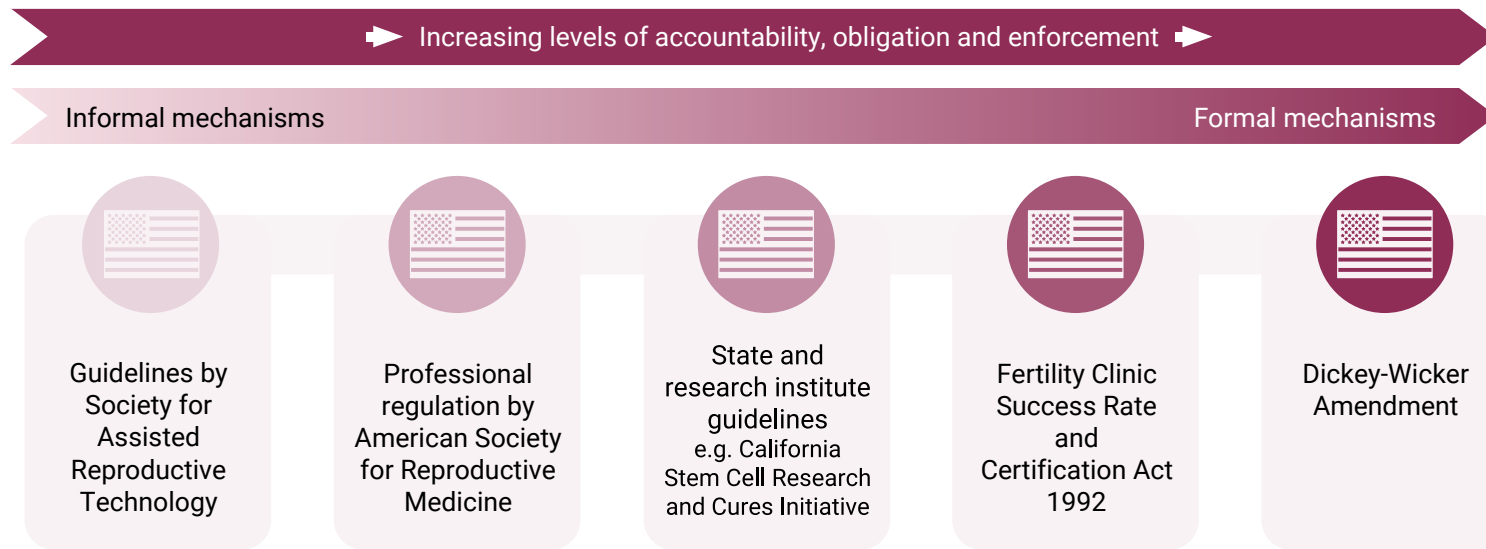 Increasing levels of accountability, obligation and enforcement
Informal mechanisms
Formal mechanisms
Guidelines by
Society for
Assisted
Reproductive
Technology
Professional
regulation by
American Society
for Reproductive
Medicine
State and
research institute
guidelines
e.g. California
Stem Cell Research
and Cures Initiative
Fertility Clinic
Success Rate
and
Certification Act
1992
Dickey-Wicker
Amendment